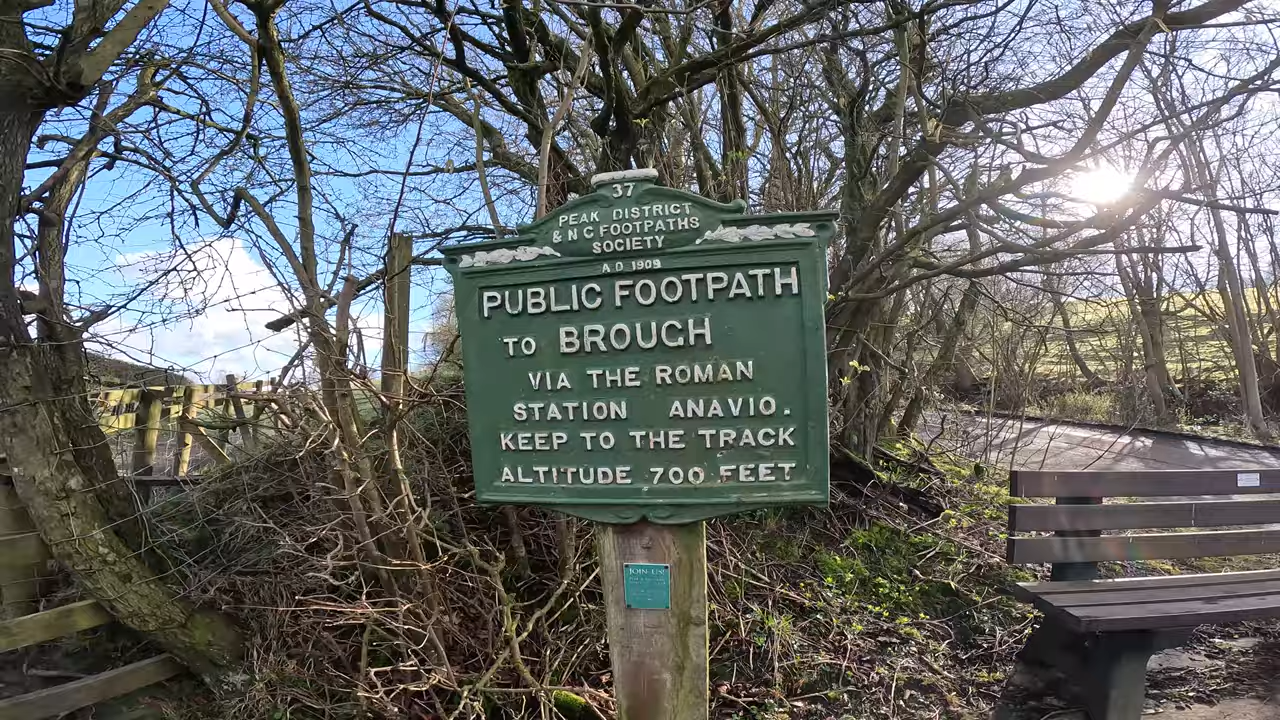 37
PEAK DISTRICT
& N C FOOTPATHS
SOCIETY
A.D. 1909
PUBLIC FOOTPATH
TO BROUGH
VIA THE ROMAN
STATION ANAVIO.
KEEP TO THE TRACK
ALTITUDE 700 FEET
JOIN US!